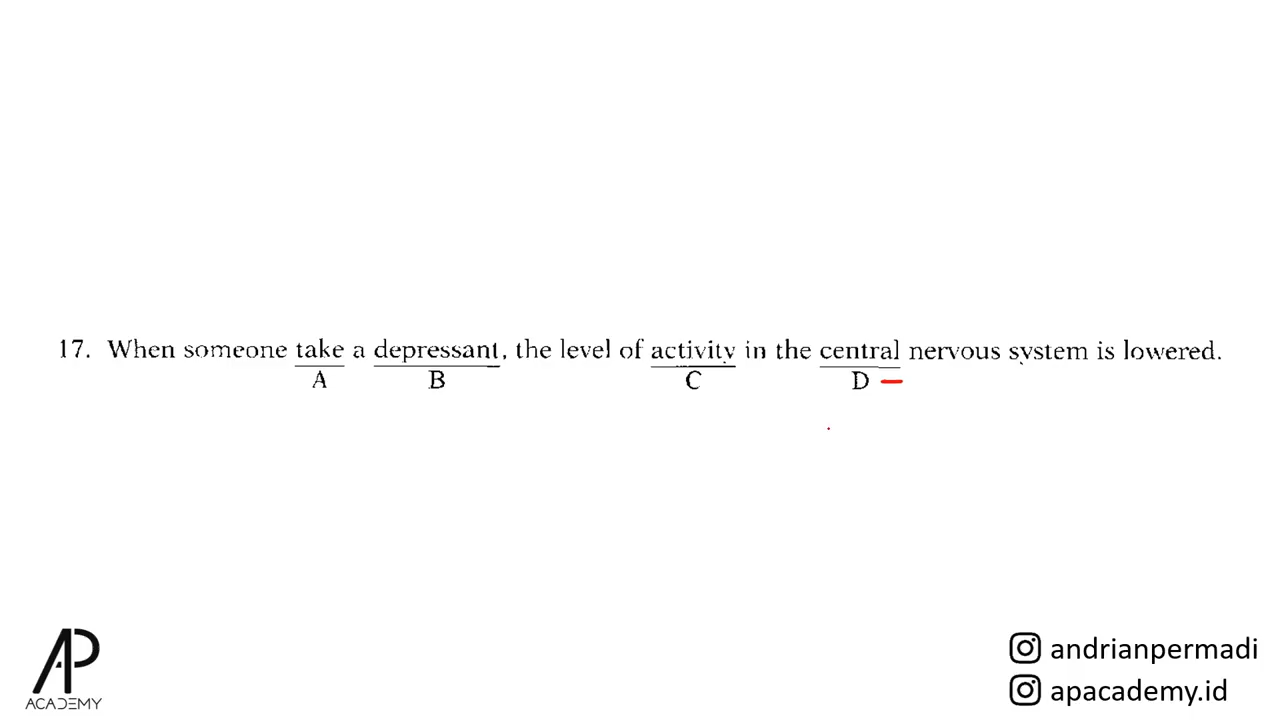 17. When someone take a depressant, the level of activity in the central nervous system is lowered.
A B C D
AP
ACADEMY
andrianpermadi
apacademy.id